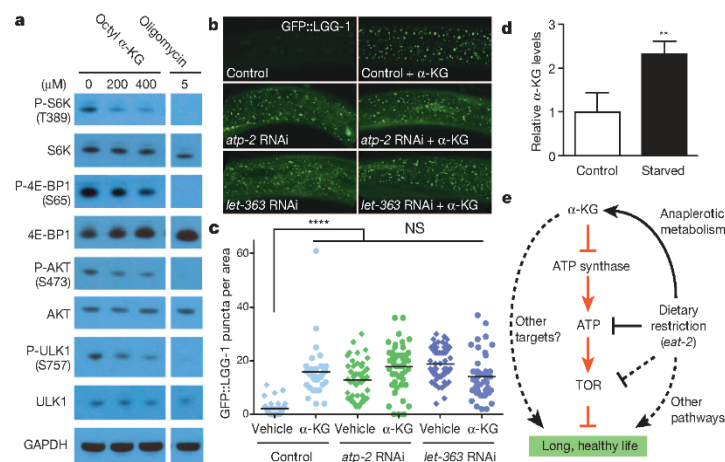 a
Octyl α-KG
Oligomycin
(μM) 0 200 400 5
P-S6K
(T389)
S6K
P-4E-BP1
(S65)
4E-BP1
P-AKT
(S473)
AKT
P-ULK1
(S757)
ULK1
GAPDH
b
GFP::LGG-1
Control
Control + α-KG
atp-2 RNAi
atp-2 RNAi + α-KG
let-363 RNAi
let-363 RNAi + α-KG
c
**** NS
GFP::LGG-1 puncta per area
60
40
20
0
Vehicle α-KG Vehicle α-KG Vehicle α-KG
Control atp-2 RNAi let-363 RNAi
d
Relative α-KG levels
3
2
1
0
**
Control Starved
e
α-KG
Anaplerotic
metabolism
ATP synthase
Other
targets?
ATP
Dietary
restriction
(eat-2)
TOR
Other
pathways
Long, healthy life